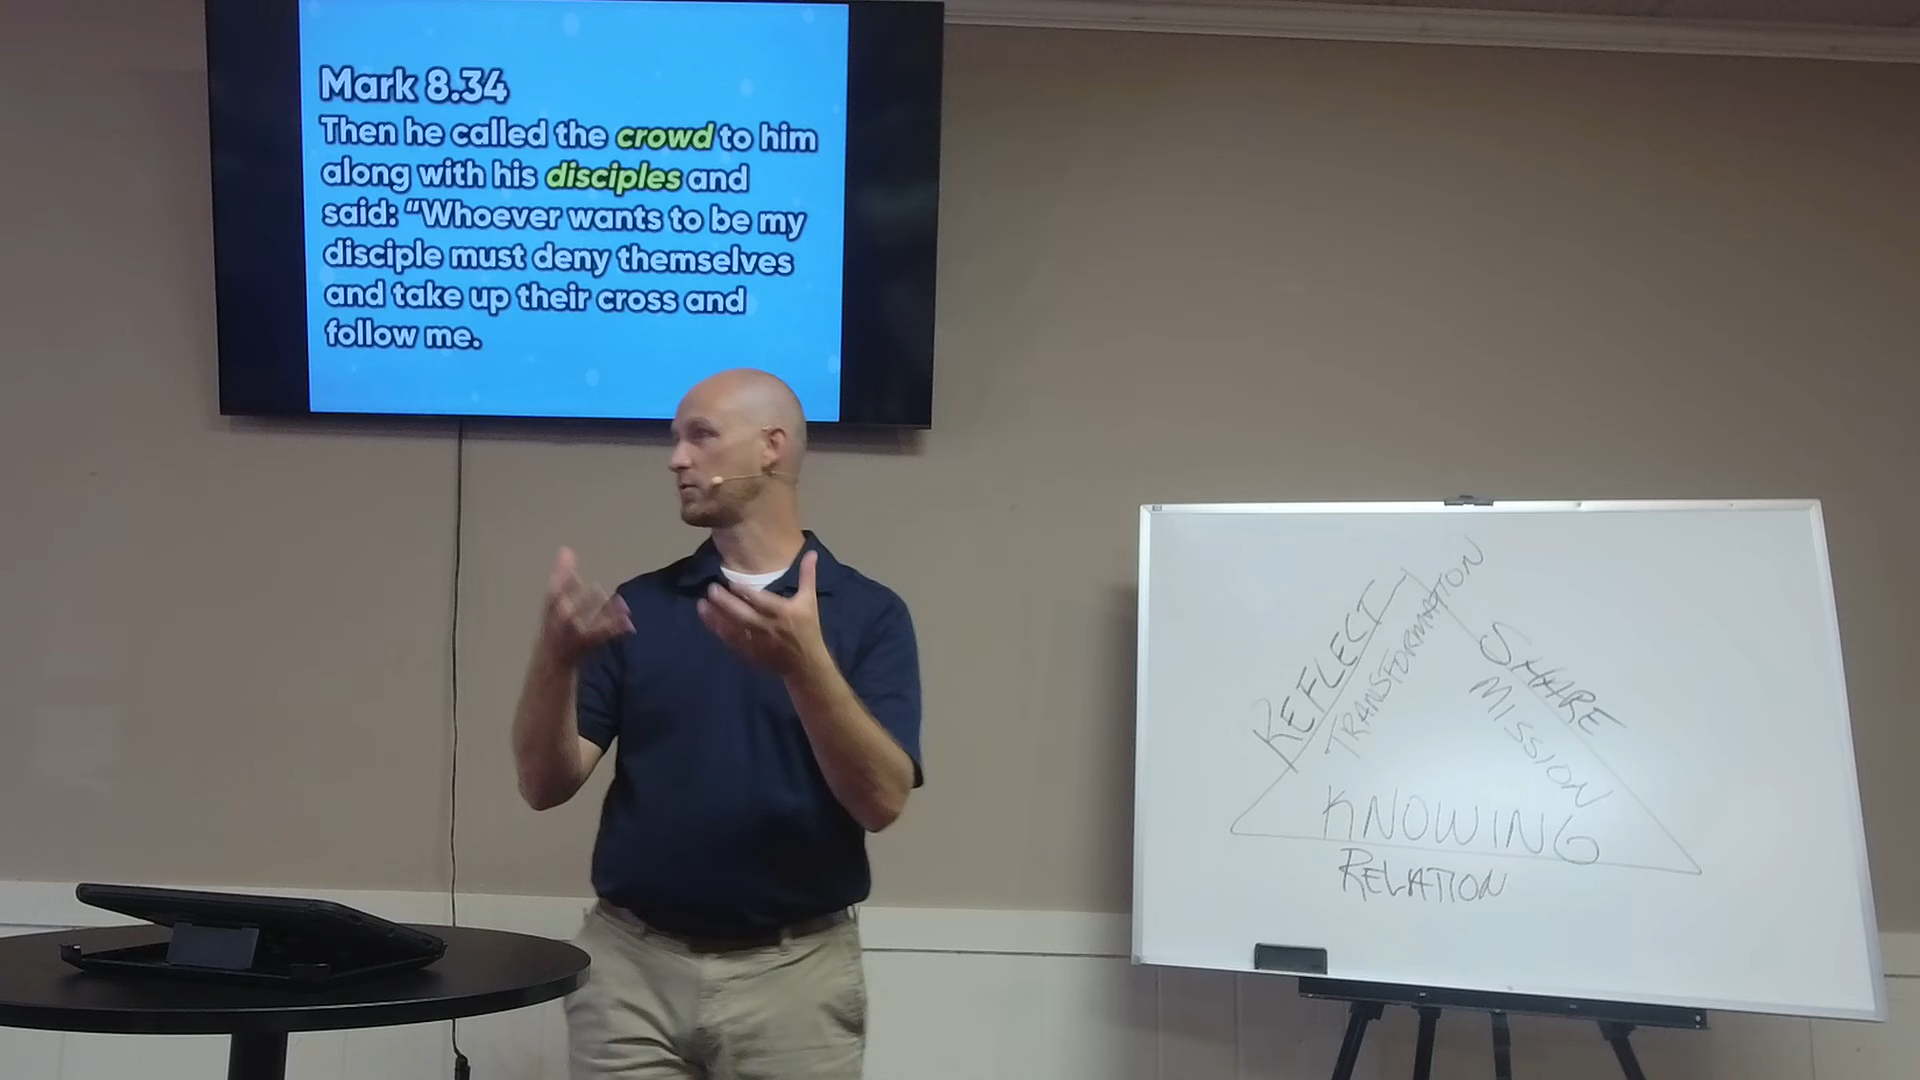 Mark 8.34
Then he called the crowd to him
along with his disciples and
said: “Whoever wants to be my
disciple must deny themselves
and take up their cross and
follow me.
REFLECT
TRANSFORMATION
SHARE
MISSION
KNOWING
RELATION